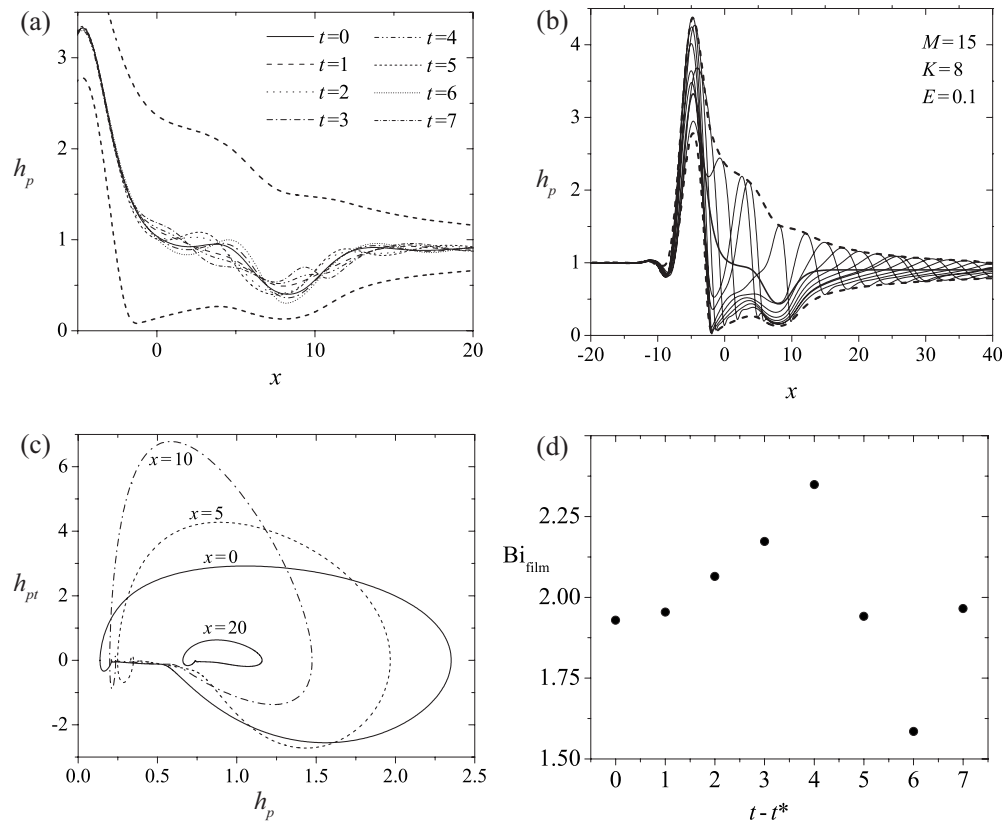 (a)
t=0
t=1
t=2
t=3
t=4
t=5
t=6
t=7
3
2
1
0
h_p
0
10
20
x
(b)
M=15
K=8
E=0.1
4
3
2
1
0
h_p
-20
-10
0
10
20
30
40
x
(c)
x=10
x=5
x=0
x=20
6
4
2
0
-2
h_pt
0.0
0.5
1.0
1.5
2.0
2.5
h_p
(d)
2.25
2.00
1.75
1.50
Bi_film
0
1
2
3
4
5
6
7
t - t*